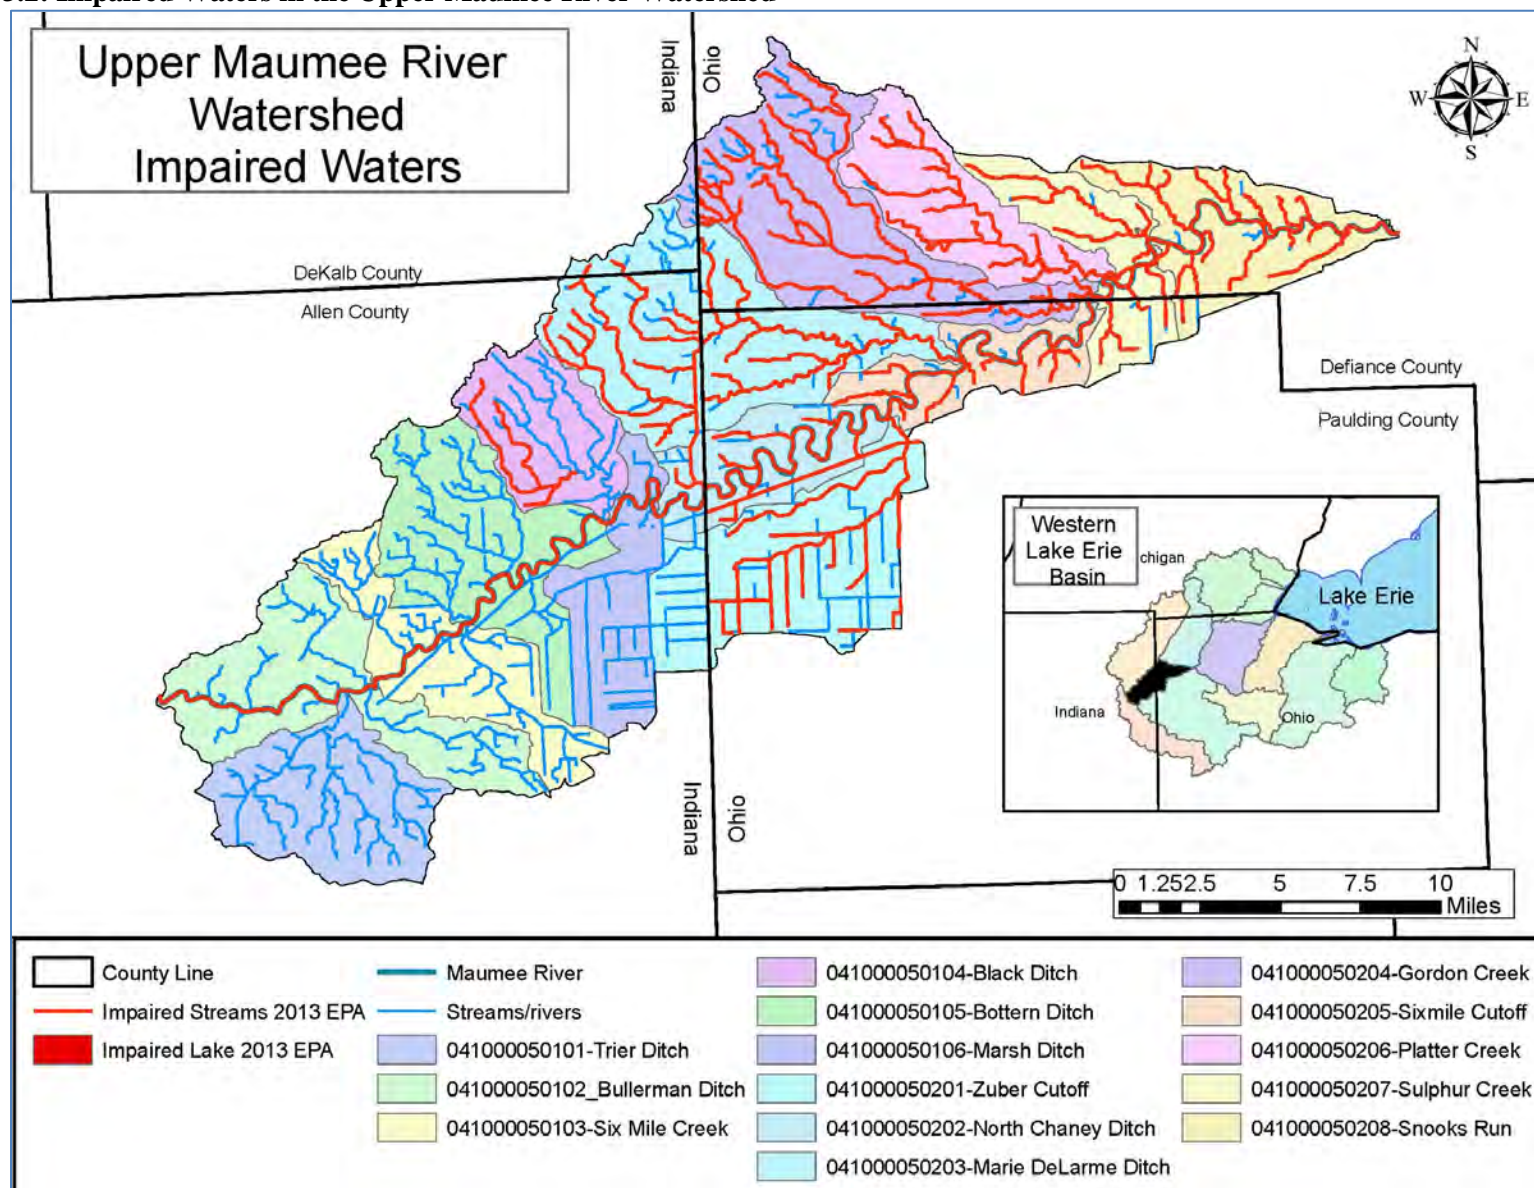 Upper Maumee River
Watershed
Impaired Waters
Indiana
Ohio
N
W
E
S
DeKalb County
Allen County
Defiance County
Paulding County
Western
Lake Erie
Basin
chigan
Lake Erie
Indiana
Ohio
Indiana
Ohio
0 1.252.5 5 7.5 10
Miles
County Line
Impaired Streams 2013 EPA
Impaired Lake 2013 EPA
Maumee River
Streams/rivers
041000050101-Trier Ditch
041000050102_Bullerman Ditch
041000050103-Six Mile Creek
041000050104-Black Ditch
041000050105-Bottern Ditch
041000050106-Marsh Ditch
041000050201-Zuber Cutoff
041000050202-North Chaney Ditch
041000050203-Marie DeLarme Ditch
041000050204-Gordon Creek
041000050205-Sixmile Cutoff
041000050206-Platter Creek
041000050207-Sulphur Creek
041000050208-Snooks Run